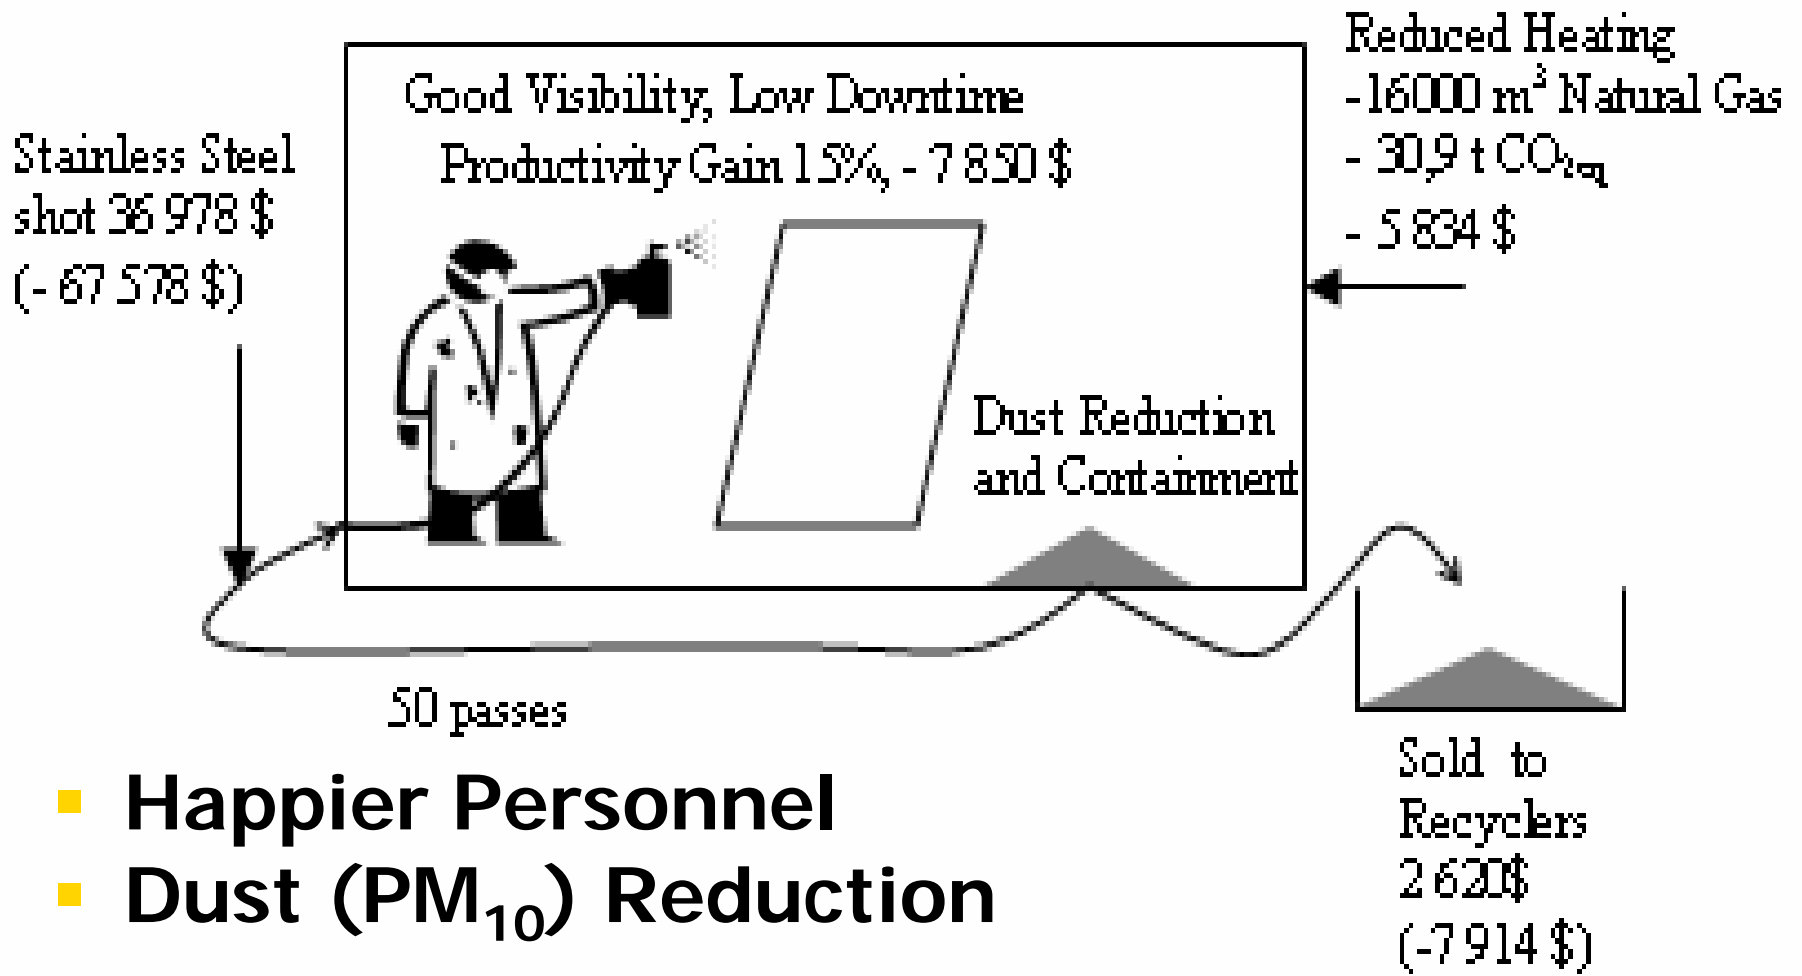 Stainless Steel
shot 36 978 $
(- 67 578 $)
Good Visibility, Low Downtime
Productivity Gain 15%, - 7 850 $
Reduced Heating
-16000 m³ Natural Gas
- 30,9 t CO₂eq
- 5 834 $
Dust Reduction
and Containment
50 passes
Sold to
Recyclers
2 620$
(-7 914 $)
▪ Happier Personnel
▪ Dust (PM₁₀) Reduction